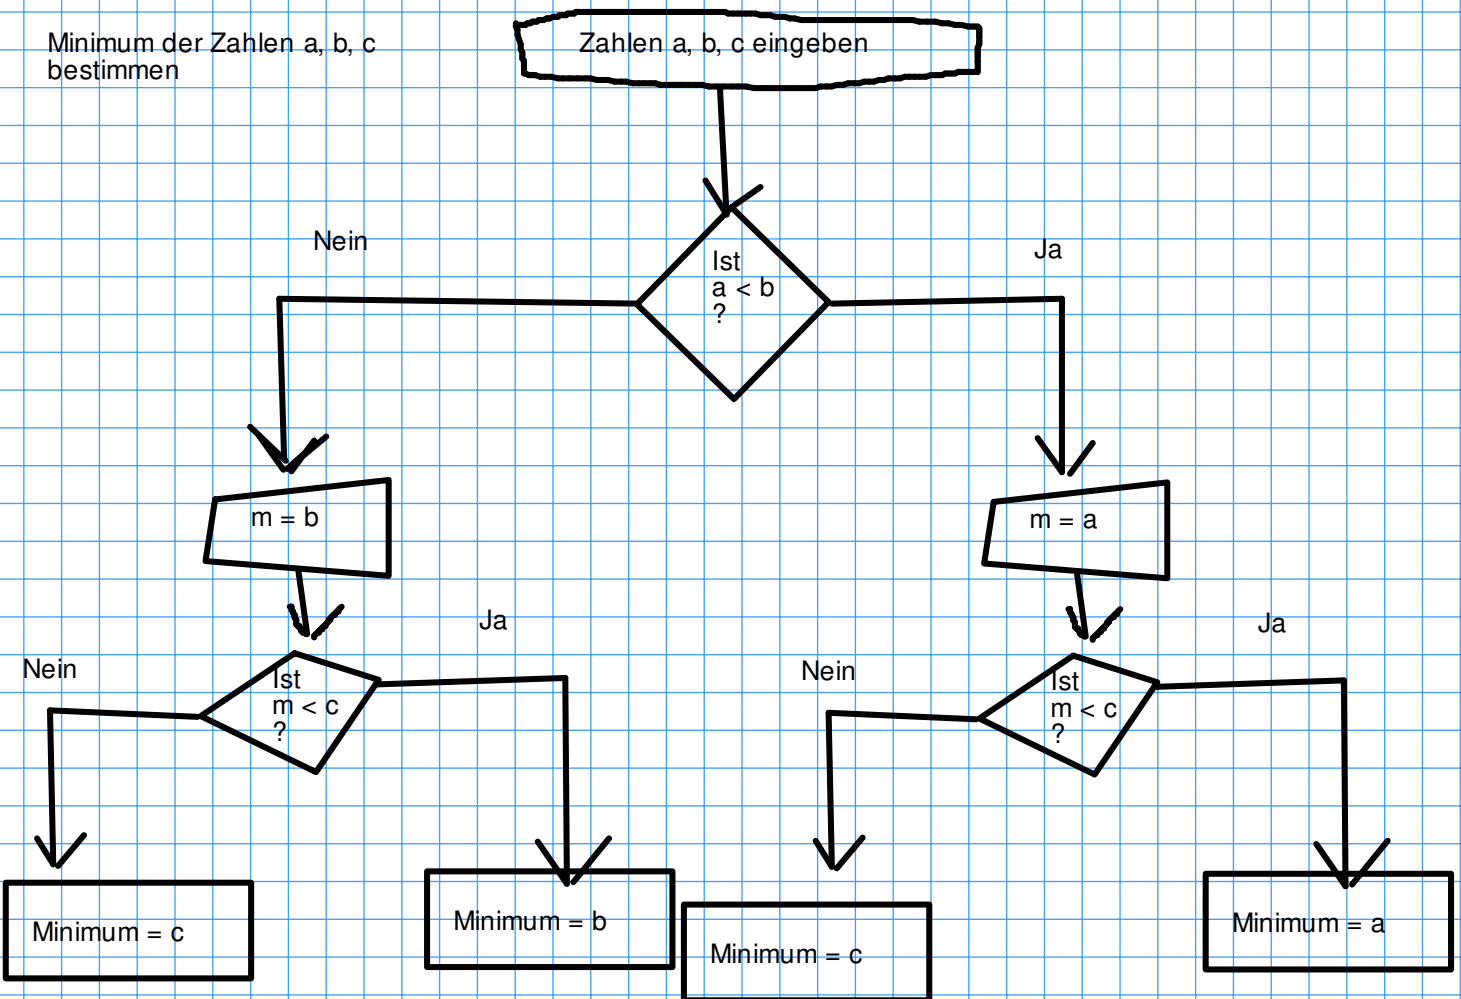 Minimum der Zahlen a, b, c
bestimmen
Zahlen a, b, c eingeben
Nein
Ja
Ist
a < b
?
m = b
m = a
Ja
Ja
Nein
Nein
Ist
m < c
?
Ist
m < c
?
Minimum = c
Minimum = b
Minimum = c
Minimum = a